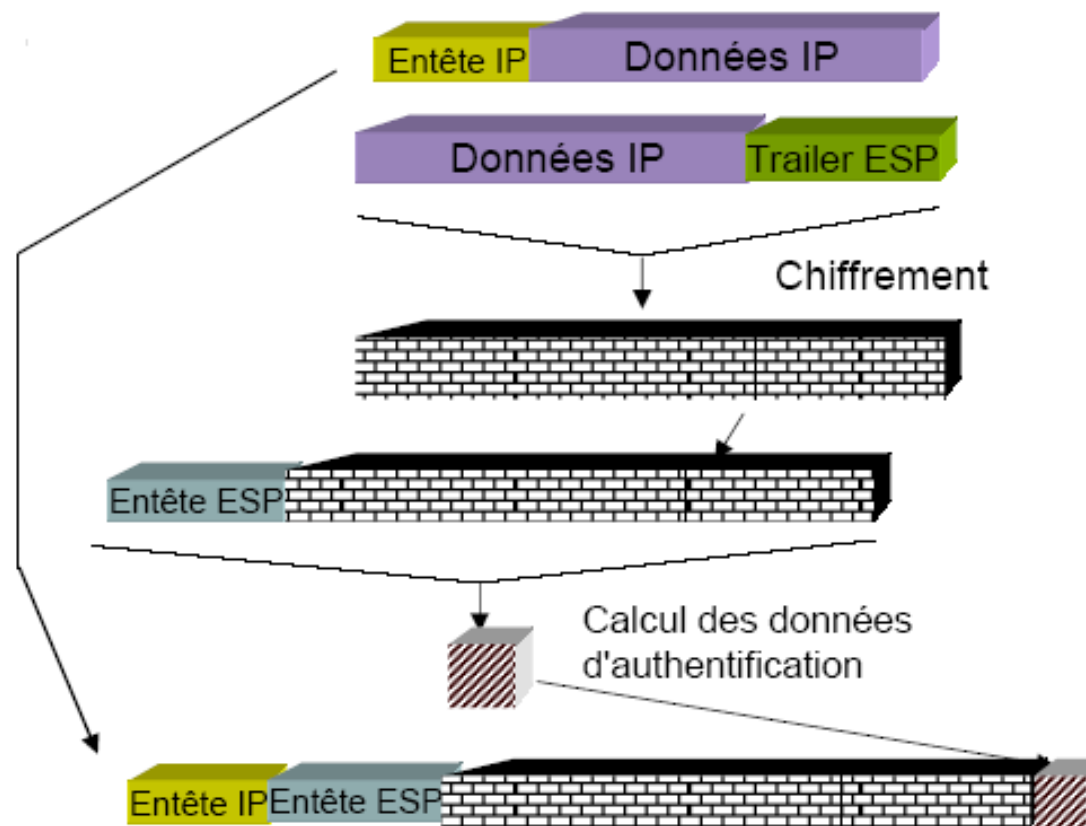 Entête IP
Données IP
Données IP
Trailer ESP
Chiffrement
Entête ESP
Calcul des données
d'authentification
Entête IP
Entête ESP